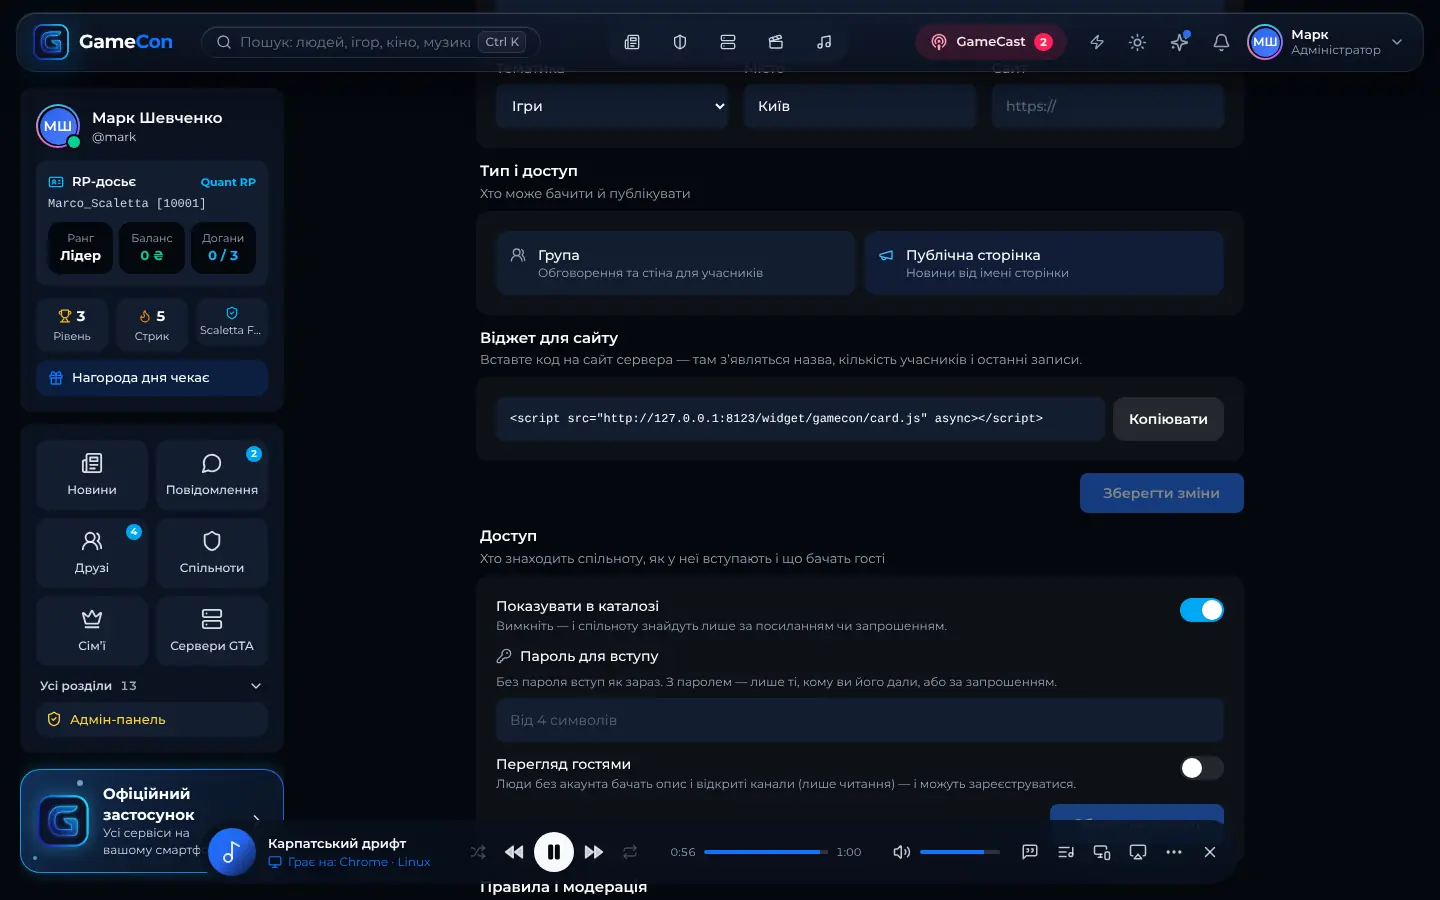 GameCon
Пошук: людей, ігор, кіно, музики
Ctrl K
GameCast 2
МШ
Марк
Адміністратор
МШ
Марк Шевченко
@mark
RP-досьє
Quant RP
Marco_Scaletta [10001]
Ранг
Лідер
Баланс
0 ₴
Догани
0 / 3
3
Рівень
5
Стрик
Scaletta F...
Нагорода дня чекає
Новини
2
Повідомлення
4
Друзі
Спільноти
Сім'ї
Сервери GTA
Усі розділи 13
Адмін-панель
Офіційний
застосунок
Усі сервіси на
вашому смартф
Тематика
Місто
Сайт
Ігри
Київ
https://
Тип і доступ
Хто може бачити й публікувати
Група
Обговорення та стіна для учасників
Публічна сторінка
Новини від імені сторінки
Віджет для сайту
Вставте код на сайт сервера — там з’являться назва, кількість учасників і останні записи.
<script src="http://127.0.0.1:8123/widget/gamecon/card.js" async></script>
Копіювати
Зберегти зміни
Доступ
Хто знаходить спільноту, як у неї вступають і що бачать гості
Показувати в каталозі
Вимкніть — і спільноту знайдуть лише за посиланням чи запрошенням.
Пароль для вступу
Без пароля вступ як зараз. З паролем — лише ті, кому ви його дали, або за запрошенням.
Від 4 символів
Перегляд гостями
Люди без акаунта бачать опис і відкриті канали (лише читання) — і можуть зареєструватися.
Карпатський дрифт
Грає на: Chrome · Linux
0:56
1:00
Правила і модерація